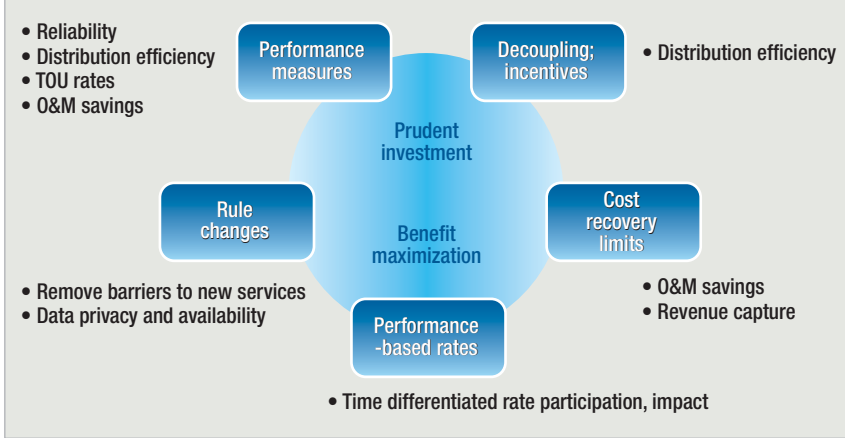 • Reliability
• Distribution efficiency
• TOU rates
• O&M savings
Performance
measures
Decoupling;
incentives
• Distribution efficiency
Prudent
investment
Rule
changes
Cost
recovery
limits
Benefit
maximization
• Remove barriers to new services
• Data privacy and availability
• O&M savings
• Revenue capture
Performance
-based rates
• Time differentiated rate participation, impact